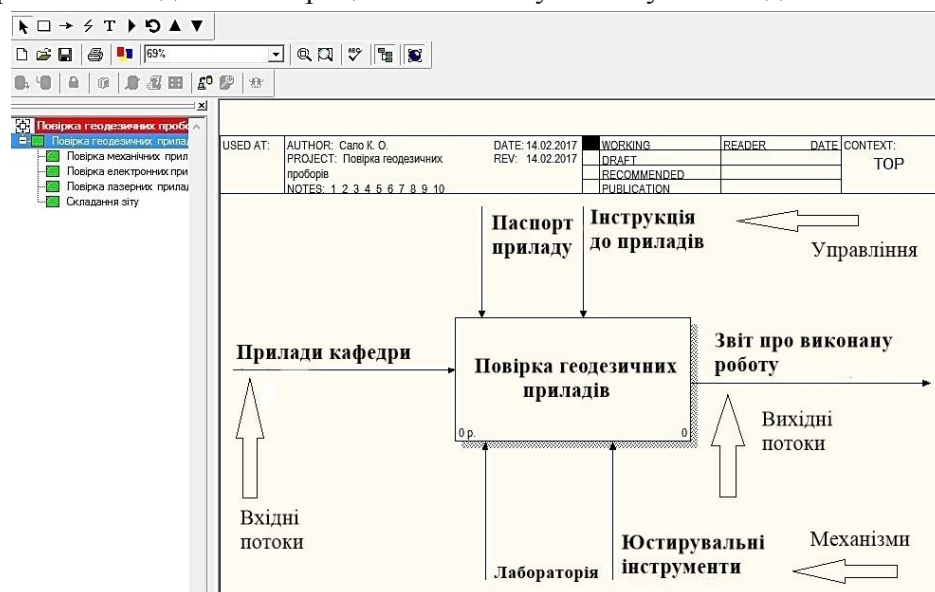 69%
ABC
Повірка геодезичних проб
Повірка геодезичних прила
Повірка механічних прил
Повірка електронних при
Повірка лазерних прилад
Складання зіту
USED AT:
AUTHOR: Сало К. О.
DATE: 14.02.2017
WORKING
READER
DATE
CONTEXT:
PROJECT: Повірка геодезичних
REV: 14.02.2017
DRAFT
TOP
проборів
RECOMMENDED
NOTES: 1 2 3 4 5 6 7 8 9 10
PUBLICATION
Паспорт
приладу
Інструкція
до приладів
Управління
Прилади кафедри
Повірка геодезичних
приладів
0 р.
0
Звіт про виконану
роботу
Вихідні
потоки
Вхідні
потоки
Лабораторія
Юстирувальні
інструменти
Механізми